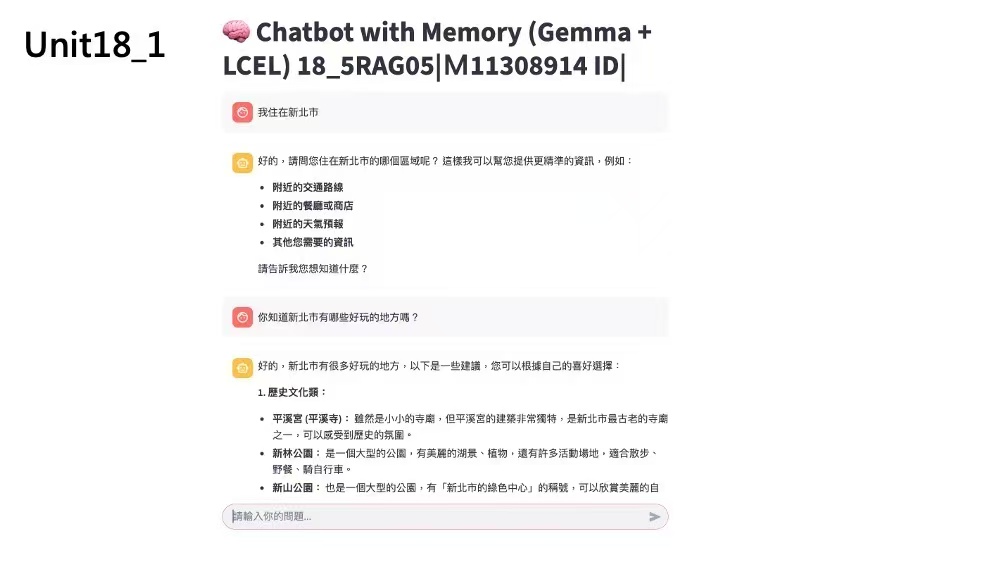 Unit18_1
Chatbot with Memory (Gemma +
LCEL) 18_5RAG05|M11308914 ID|
我住在新北市
好的，請問您住在新北市的哪個區域呢？ 這樣我可以幫您提供更精準的資訊，例如：
附近的交通路線
附近的餐廳或商店
附近的天氣預報
其他您需要的資訊
請告訴我您想知道什麼？
你知道新北市有哪些好玩的地方嗎？
好的，新北市有很多好玩的地方，以下是一些建議，您可以根據自己的喜好選擇：
1. 歷史文化類：
平溪宮 (平溪寺)： 雖然是小小的寺廟，但平溪宮的建築非常獨特，是新北市最古老的寺廟
之一，可以感受到歷史的氛圍。
新林公園： 是一個大型的公園，有美麗的湖景、植物，還有許多活動場地，適合散步、
野餐、騎自行車。
新山公園： 也是一個大型的公園，有「新北市的綠色中心」的稱號，可以欣賞美麗的自
請輸入你的問題...